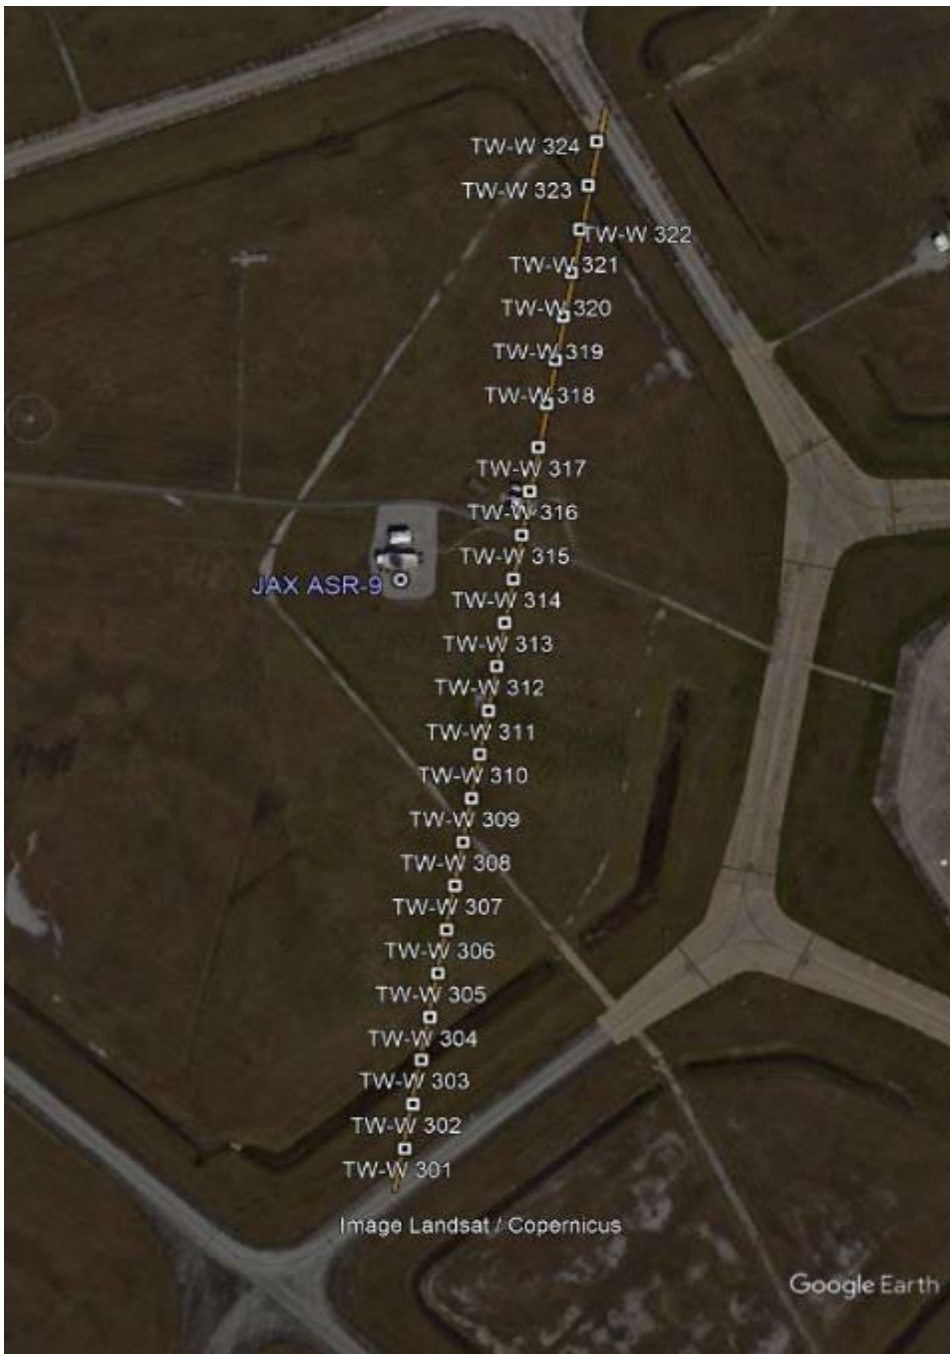 TW-W 324
TW-W 323
TW-W 322
TW-W 321
TW-W 320
TW-W 319
TW-W 318
TW-W 317
TW-W 316
TW-W 315
JAX ASR-9
TW-W 314
TW-W 313
TW-W 312
TW-W 311
TW-W 310
TW-W 309
TW-W 308
TW-W 307
TW-W 306
TW-W 305
TW-W 304
TW-W 303
TW-W 302
TW-W 301
Image Landsat / Copernicus
Google Earth